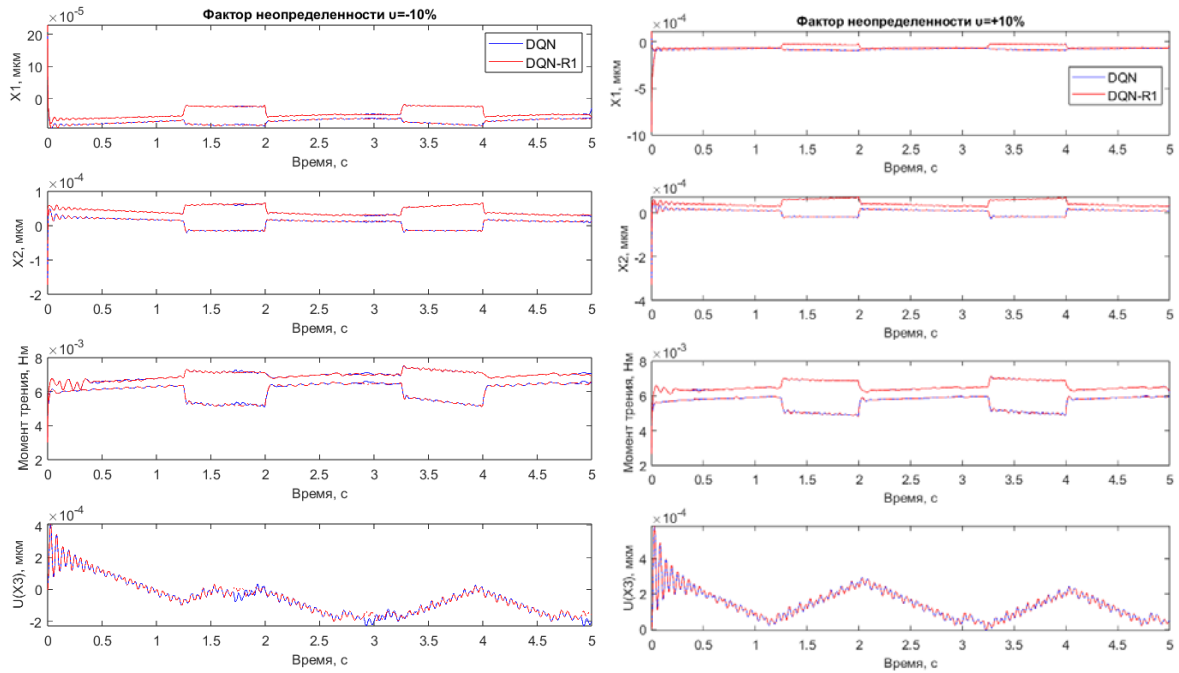 Фактор неопределенности υ=-10%
×10⁻⁵
20
10
0
X1, мкм
DQN
DQN-R1
0 0.5 1 1.5 2 2.5 3 3.5 4 4.5 5
Время, с
×10⁻⁴
1
0
-1
-2
X2, мкм
0 0.5 1 1.5 2 2.5 3 3.5 4 4.5 5
Время, с
×10⁻³
8
6
4
2
Момент трения, Нм
0 0.5 1 1.5 2 2.5 3 3.5 4 4.5 5
Время, с
×10⁻⁴
4
2
0
-2
U(X3), мкм
0 0.5 1 1.5 2 2.5 3 3.5 4 4.5 5
Время, с
Фактор неопределенности υ=+10%
×10⁻⁴
0
-5
-10
X1, мкм
DQN
DQN-R1
0 0.5 1 1.5 2 2.5 3 3.5 4 4.5 5
Время, с
×10⁻⁴
0
-2
-4
X2, мкм
0 0.5 1 1.5 2 2.5 3 3.5 4 4.5 5
Время, с
×10⁻³
8
6
4
2
Момент трения, Нм
0 0.5 1 1.5 2 2.5 3 3.5 4 4.5 5
Время, с
×10⁻⁴
4
2
0
U(X3), мкм
0 0.5 1 1.5 2 2.5 3 3.5 4 4.5 5
Время, с